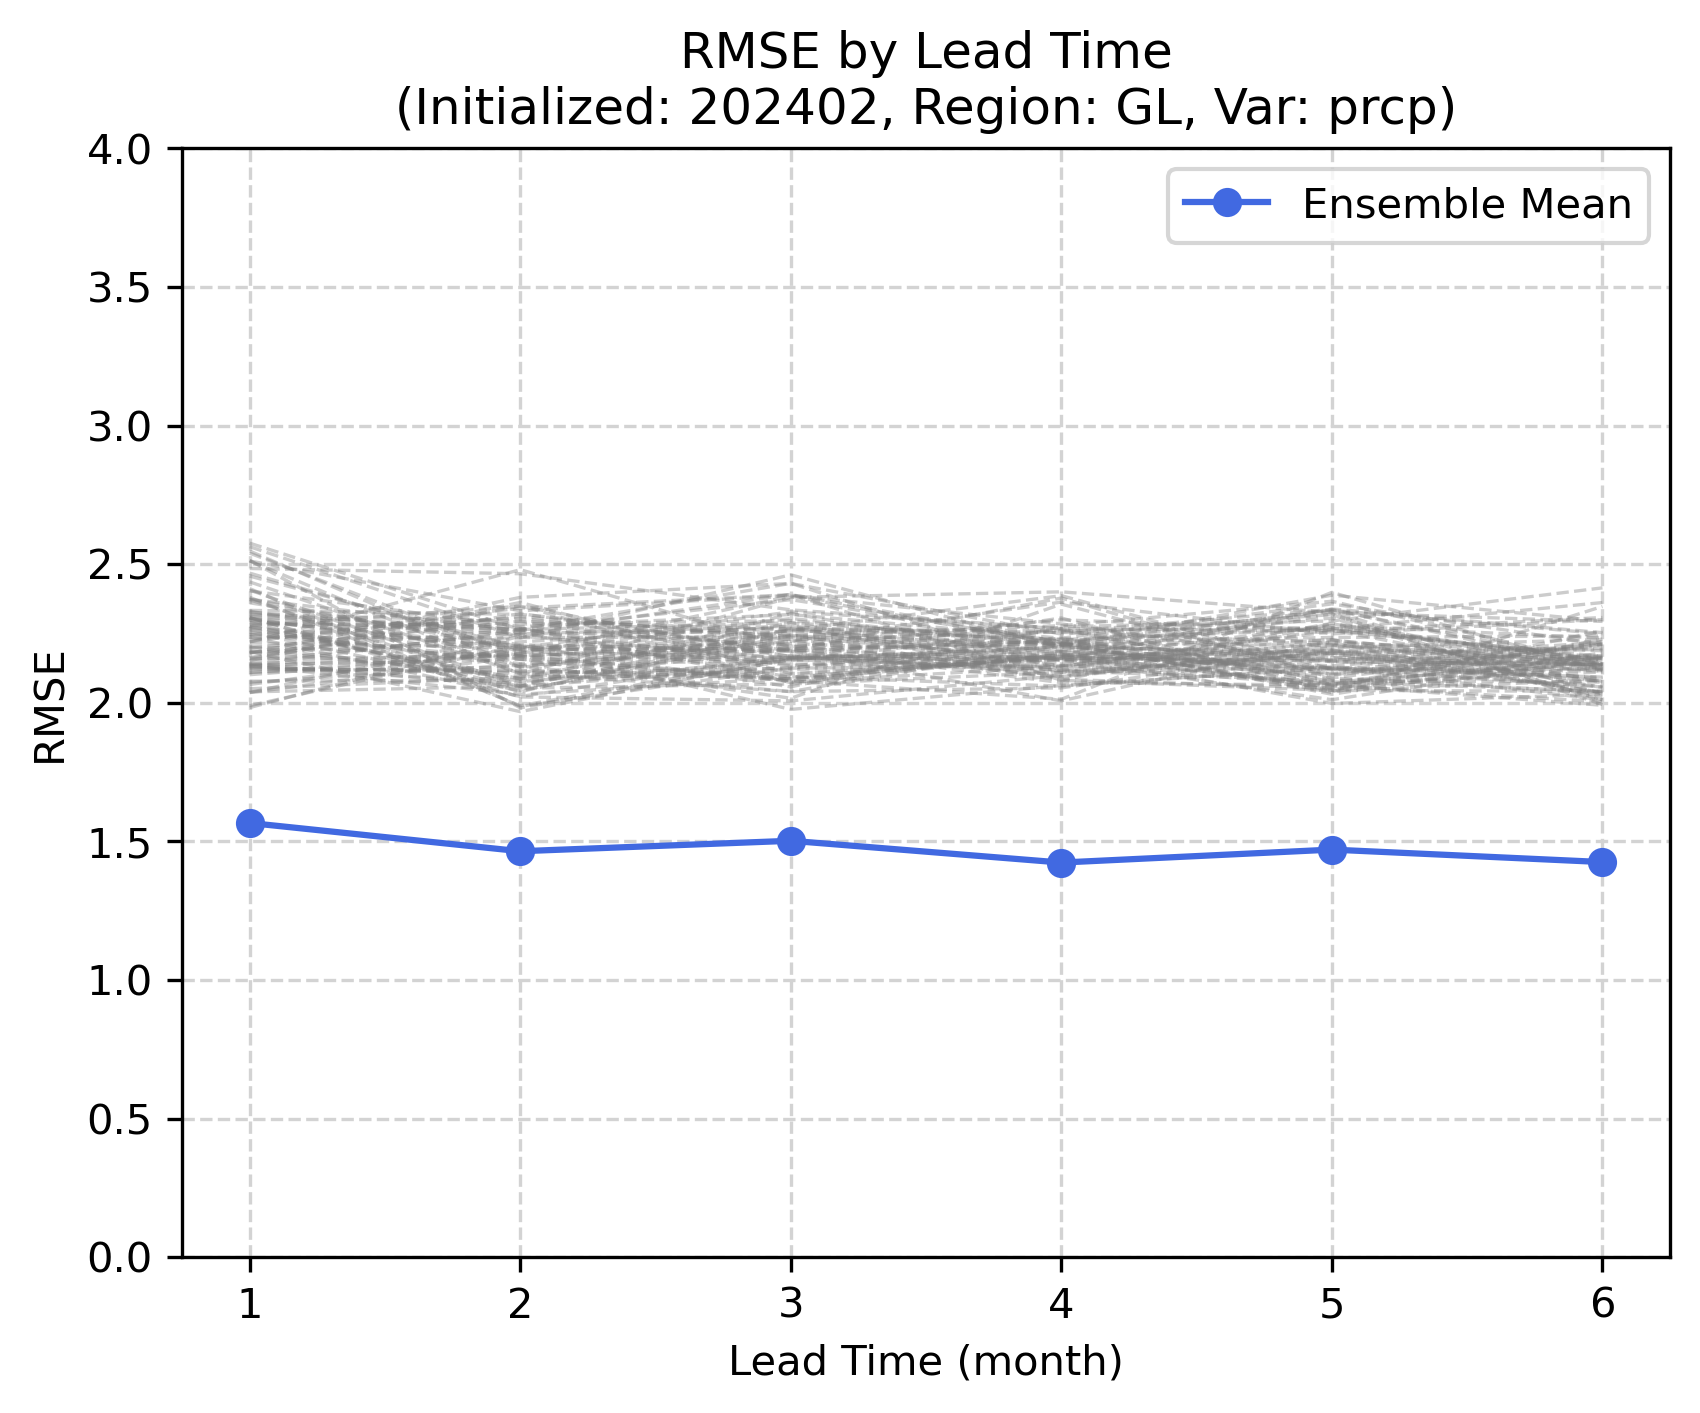 RMSE by Lead Time
(Initialized: 202402, Region: GL, Var: prcp)
Ensemble Mean
4.0
3.5
3.0
2.5
2.0
1.5
1.0
0.5
0.0
RMSE
1 2 3 4 5 6
Lead Time (month)